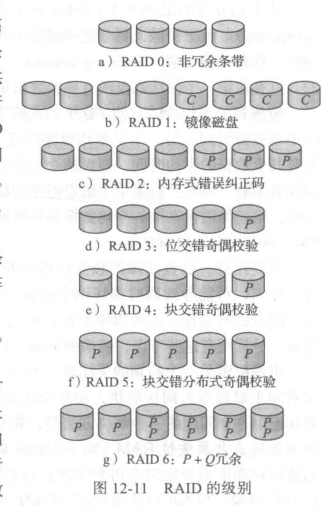 a）RAID 0：非冗余条带
C C C C
b）RAID 1：镜像磁盘
P P P
c）RAID 2：内存式错误纠正码
P
d）RAID 3：位交错奇偶校验
P
e）RAID 4：块交错奇偶校验
P P P P P
f）RAID 5：块交错分布式奇偶校验
P P P P P P
P P P P
g）RAID 6：P+Q冗余
图 12-11 RAID 的级别